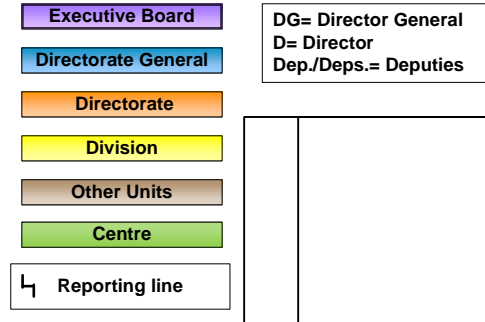 Executive Board
Directorate General
Directorate
Division
Other Units
Centre
Reporting line
DG= Director General
D= Director
Dep./Deps.= Deputies